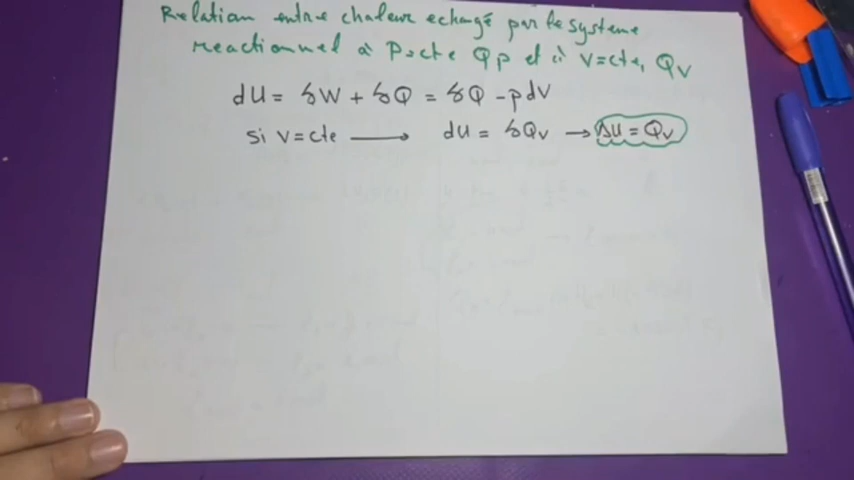 Relation entre chaleur echangé par le systeme
reactionnel à P=cte Qp et à V=cte, Qv
dU = δW + δQ = δQ - pdV
si V=cte → dU = δQv → ΔU = Qv